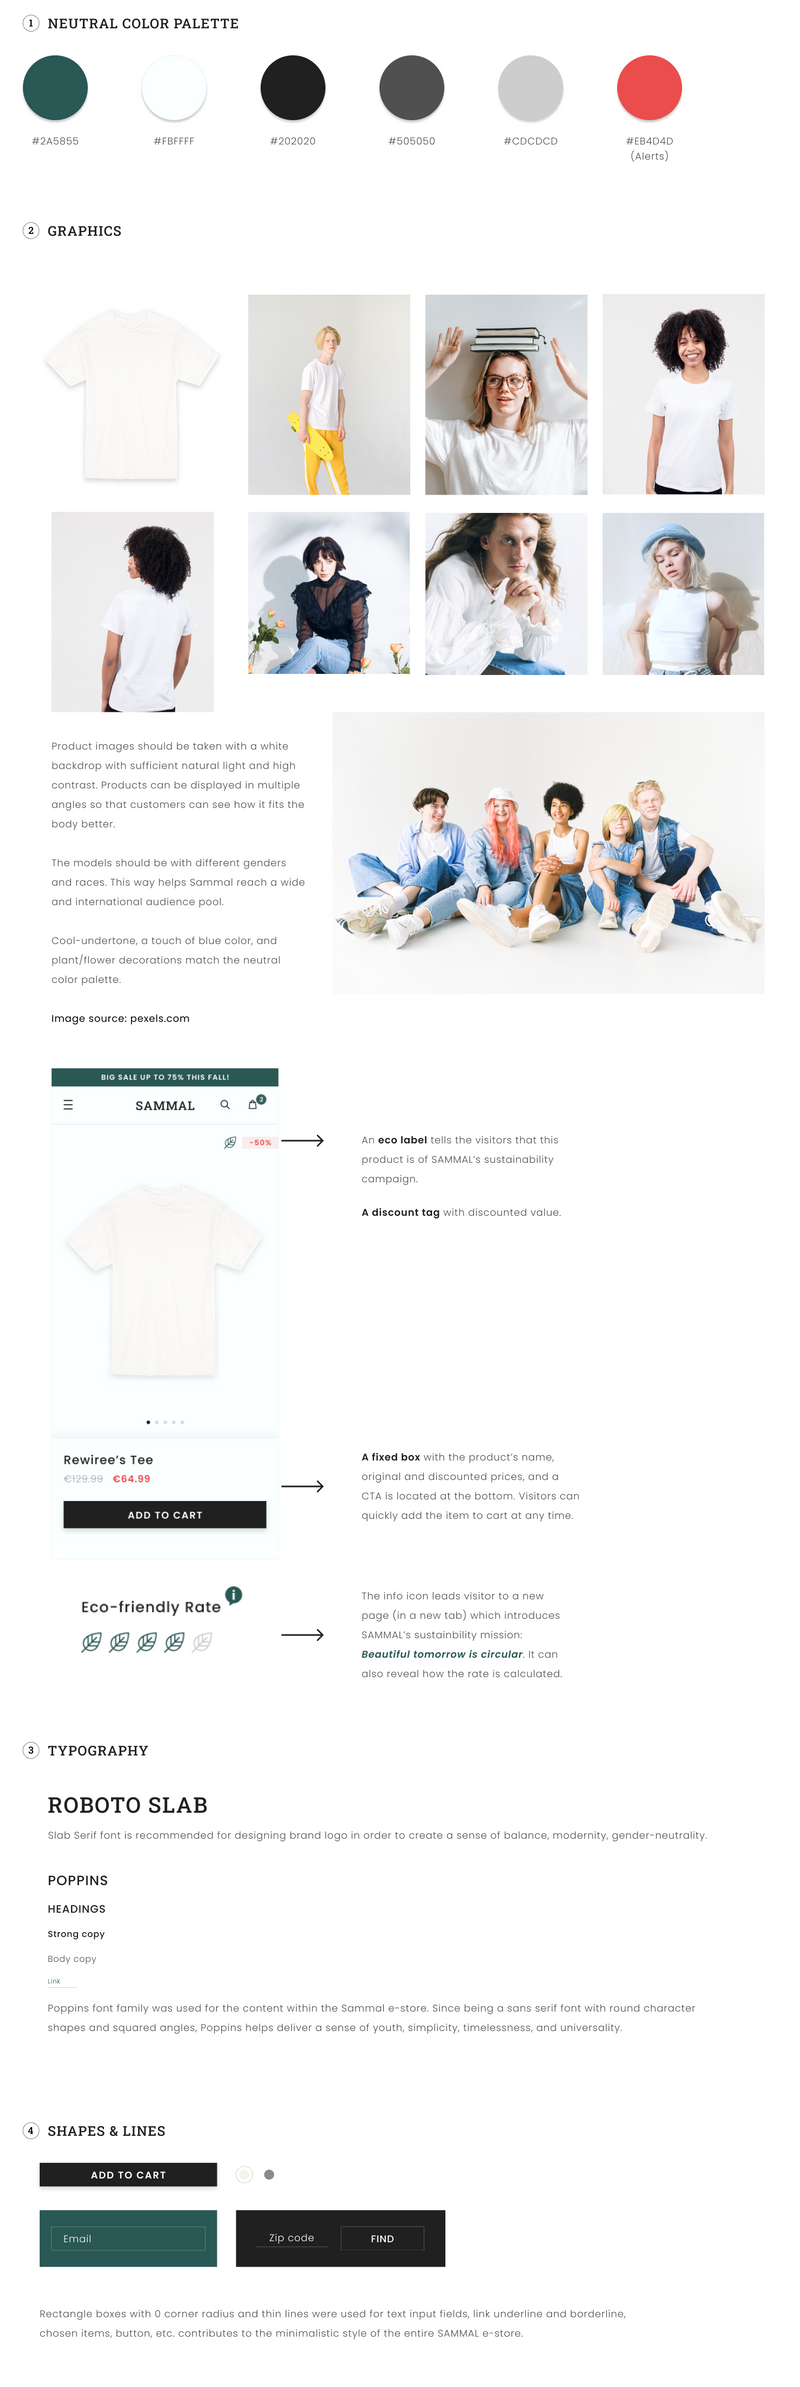 1 NEUTRAL COLOR PALETTE
#2A5855
#FBFFFF
#202020
#505050
#CDCDCD
#EB4D4D
(Alerts)
2 GRAPHICS
Product images should be taken with a white
backdrop with sufficient natural light and high
contrast. Products can be displayed in multiple
angles so that customers can see how it fits the
body better.
The models should be with different genders
and races. This way helps Sammal reach a wide
and international audience pool.
Cool-undertone, a touch of blue color, and
plant/flower decorations match the neutral
color palette.
Image source: pexels.com
BIG SALE UP TO 75% THIS FALL!
SAMMAL
2
-50%
An eco label tells the visitors that this
product is of SAMMAL's sustainability
campaign.
A discount tag with discounted value.
Rewiree's Tee
€129.99 €64.99
ADD TO CART
A fixed box with the product's name,
original and discounted prices, and a
CTA is located at the bottom. Visitors can
quickly add the item to cart at any time.
Eco-friendly Rate i
The info icon leads visitor to a new
page (in a new tab) which introduces
SAMMAL's sustainbility mission:
Beautiful tomorrow is circular. It can
also reveal how the rate is calculated.
3 TYPOGRAPHY
ROBOTO SLAB
Slab Serif font is recommended for designing brand logo in order to create a sense of balance, modernity, gender-neutrality.
POPPINS
HEADINGS
Strong copy
Body copy
Link
Poppins font family was used for the content within the Sammal e-store. Since being a sans serif font with round character
shapes and squared angles, Poppins helps deliver a sense of youth, simplicity, timelessness, and universality.
4 SHAPES & LINES
ADD TO CART
Email
Zip code
FIND
Rectangle boxes with 0 corner radius and thin lines were used for text input fields, link underline and borderline,
chosen items, button, etc. contributes to the minimalistic style of the entire SAMMAL e-store.